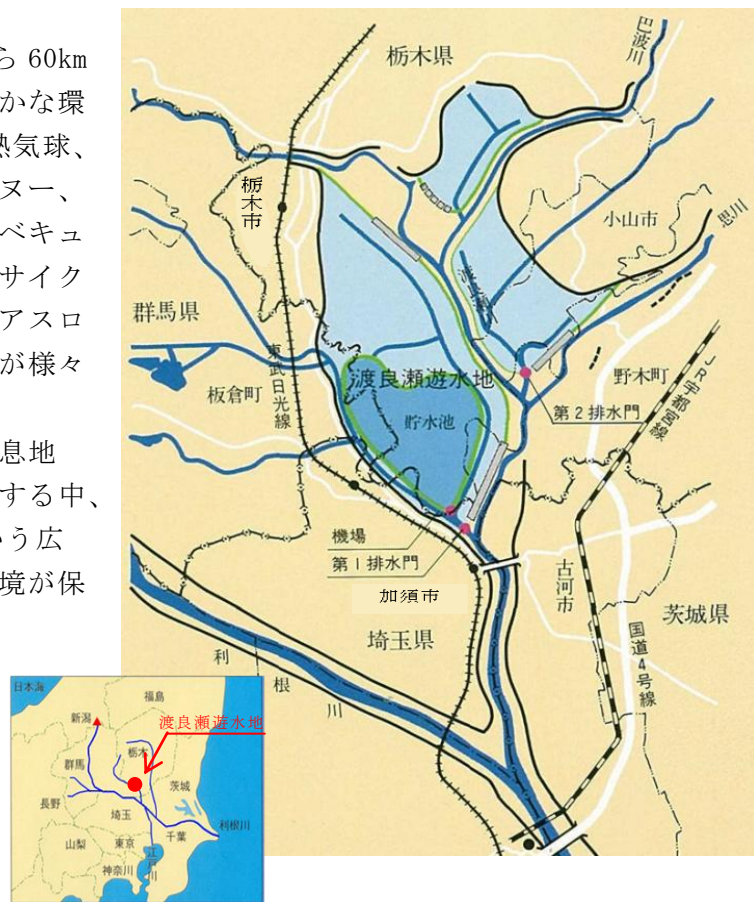 ら 60km
かな環
熱気球、
ヌー、
ベキュ
サイク
アスロ
が様々
息地
する中、
いう広
境が保
栃木県
巴波川
栃木市
小山市
思川
群馬県
東武日光線
渡良瀬遊水地
野木町
JR宇都宮線
板倉町
貯水池
第2排水門
機場
第1排水門
加須市
古河市
茨城県
埼玉県
国道4号線
利根川
日本海
福島
新潟
渡良瀬遊水地
栃木
群馬
茨城
長野
埼玉
利根川
千葉
山梨
東京
江戸川
神奈川